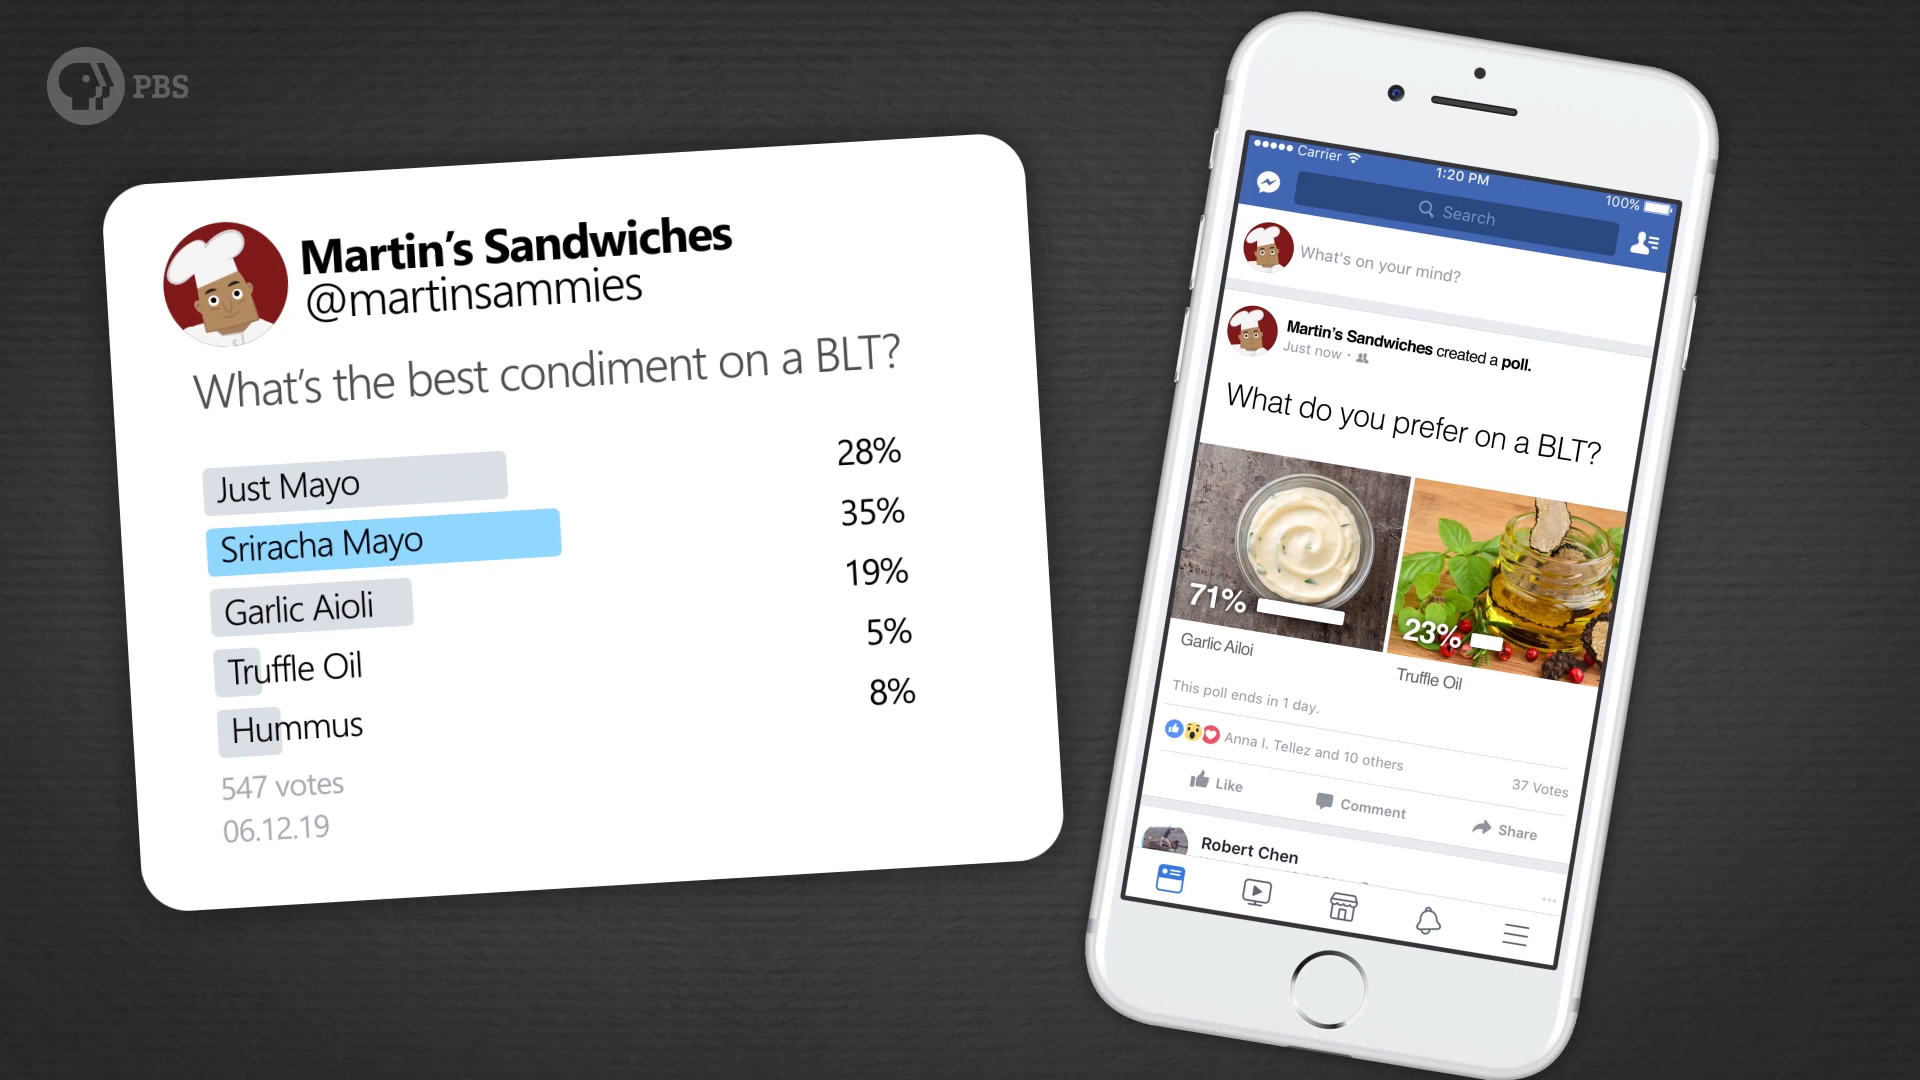 PBS
Martin's Sandwiches
@martinsammies
What's the best condiment on a BLT?
Just Mayo 28%
Sriracha Mayo 35%
Garlic Aioli 19%
Truffle Oil 5%
Hummus 8%
547 votes
06.12.19
Carrier 1:20 PM 100%
Search
What's on your mind?
Martin's Sandwiches created a poll.
Just now
What do you prefer on a BLT?
71% 23%
Garlic Ailoi Truffle Oil
This poll ends in 1 day.
Anna I. Tellez and 10 others 37 Votes
Like Comment Share
Robert Chen